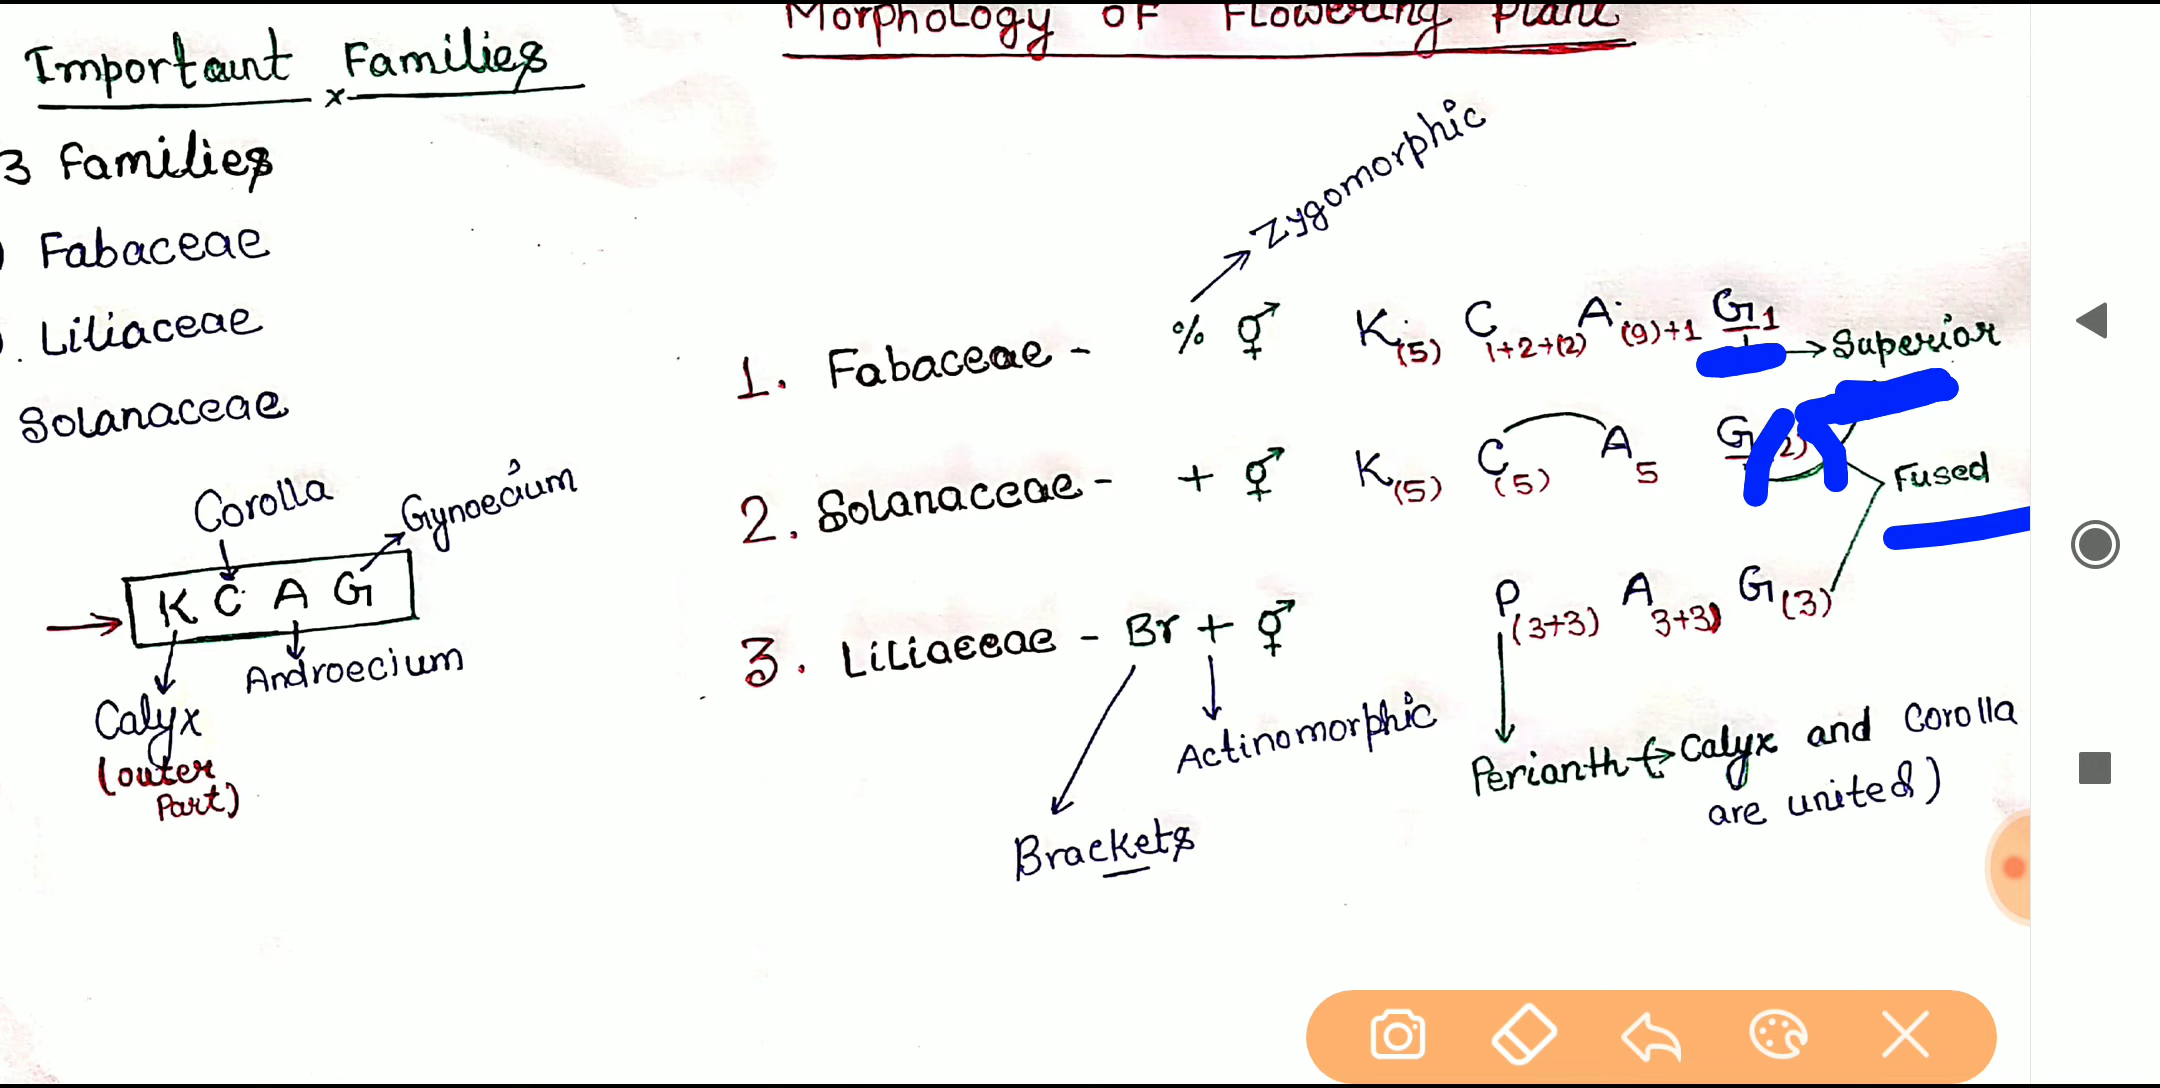 Morphology of Flowering Plant
Important Families
3 Families
Fabaceae
Liliaceae
Solanaceae
Corolla
Gynoecium
K C A G
Androecium
Calyx
(outer
Part)
Zygomorphic
1. Fabaceae - % ⚥ K(5) C1+2+(2) A(9)+1 G1 → Superior
2. Solanaceae - + ⚥ K(5) C(5) A5 G(2)
Fused
3. Liliaceae - Br + ⚥ P(3+3) A3+3) G(3)
Actinomorphic
Brackets
Perianth (→ Calyx and Corolla
are united)